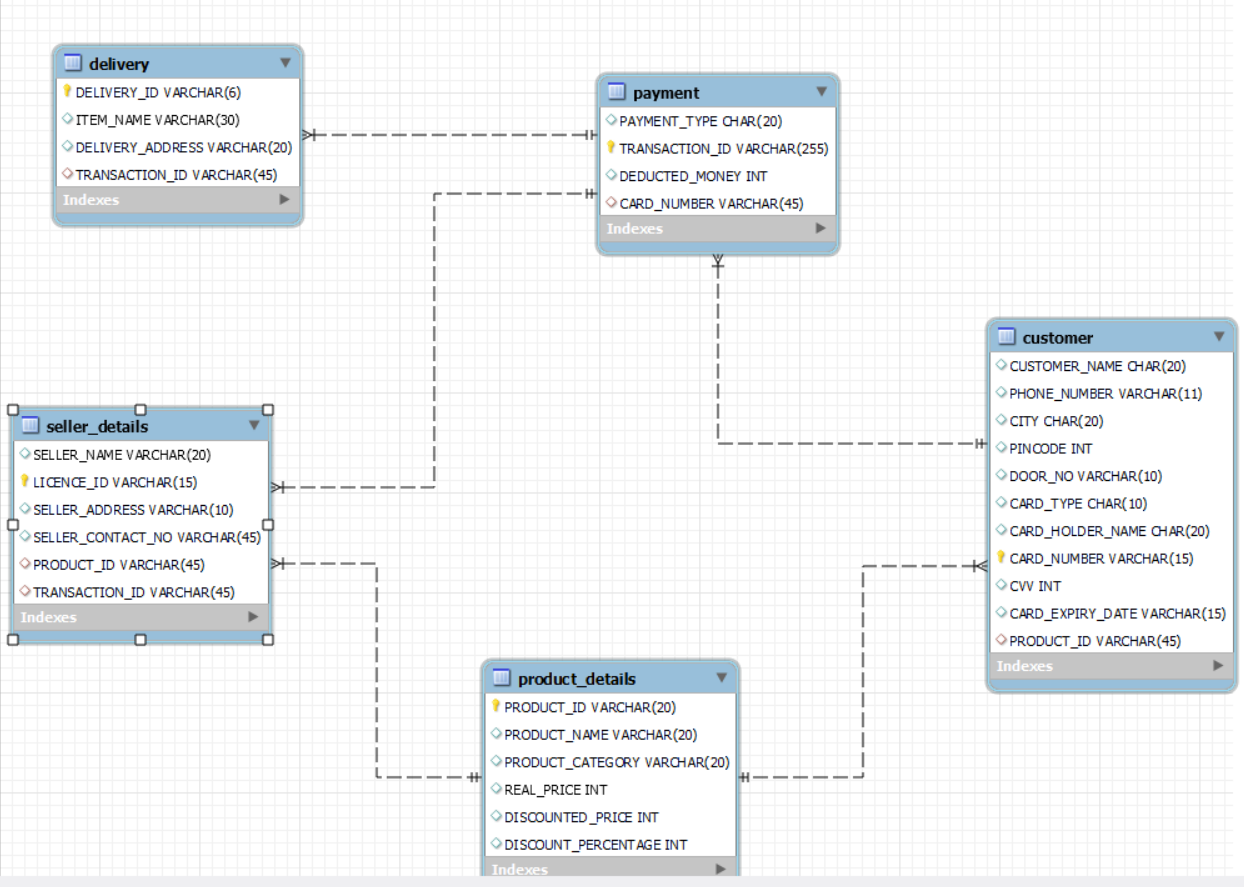 delivery
DELIVERY_ID VARCHAR(6)
ITEM_NAME VARCHAR(30)
DELIVERY_ADDRESS VARCHAR(20)
TRANSACTION_ID VARCHAR(45)
Indexes
payment
PAYMENT_TYPE CHAR(20)
TRANSACTION_ID VARCHAR(255)
DEDUCTED_MONEY INT
CARD_NUMBER VARCHAR(45)
Indexes
customer
CUSTOMER_NAME CHAR(20)
PHONE_NUMBER VARCHAR(11)
CITY CHAR(20)
PINCODE INT
DOOR_NO VARCHAR(10)
CARD_TYPE CHAR(10)
CARD_HOLDER_NAME CHAR(20)
CARD_NUMBER VARCHAR(15)
CVV INT
CARD_EXPIRY_DATE VARCHAR(15)
PRODUCT_ID VARCHAR(45)
Indexes
seller_details
SELLER_NAME VARCHAR(20)
LICENCE_ID VARCHAR(15)
SELLER_ADDRESS VARCHAR(10)
SELLER_CONTACT_NO VARCHAR(45)
PRODUCT_ID VARCHAR(45)
TRANSACTION_ID VARCHAR(45)
Indexes
product_details
PRODUCT_ID VARCHAR(20)
PRODUCT_NAME VARCHAR(20)
PRODUCT_CATEGORY VARCHAR(20)
REAL_PRICE INT
DISCOUNTED_PRICE INT
DISCOUNT_PERCENTAGE INT
Indexes